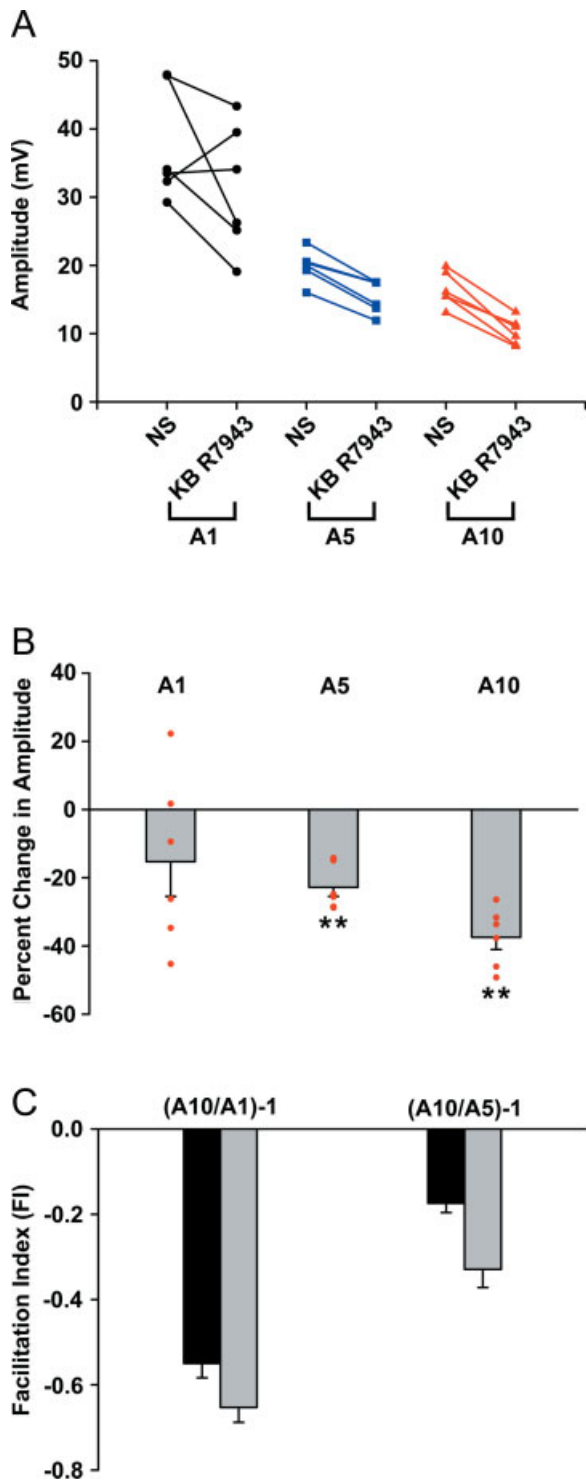 A
Amplitude (mV)
50
40
30
20
10
0
NS
KB R7943
NS
KB R7943
NS
KB R7943
A1
A5
A10
B
Percent Change in Amplitude
40
20
0
-20
-40
-60
A1
A5
A10
**
**
C
Facilitation Index (FI)
(A10/A1)-1
(A10/A5)-1
0.0
-0.2
-0.4
-0.6
-0.8